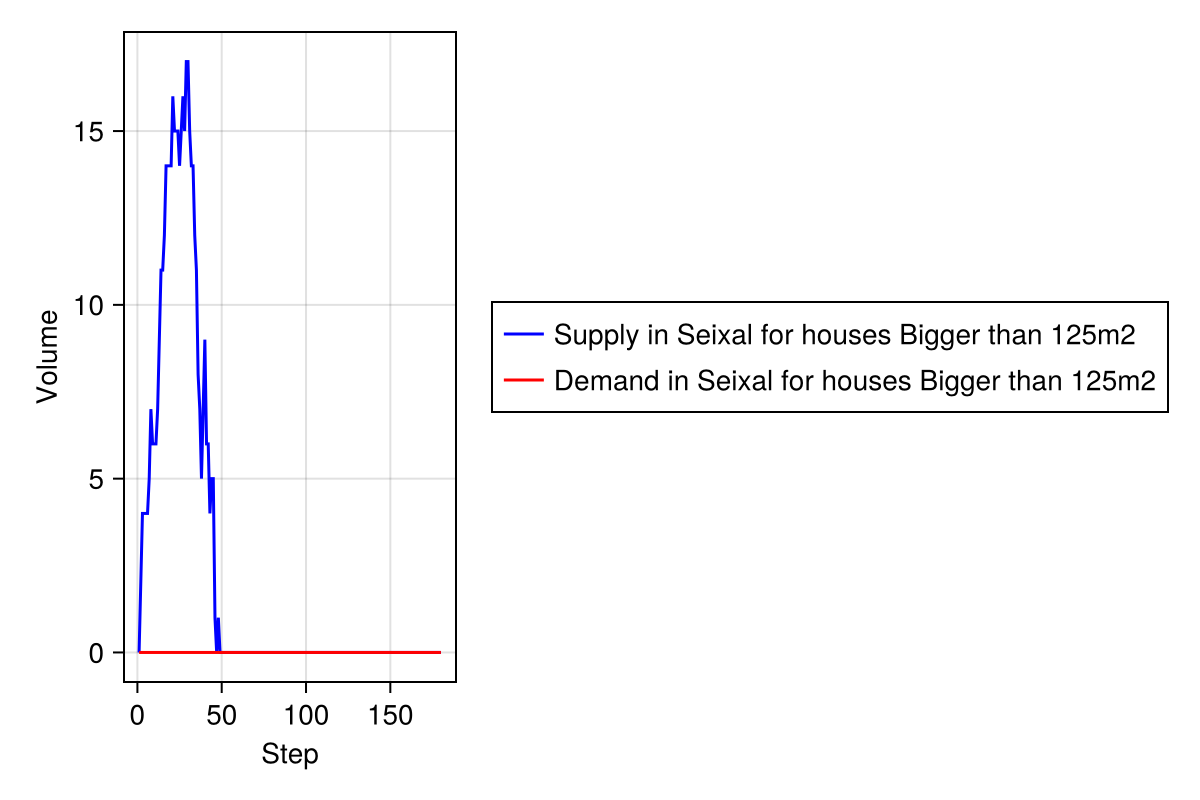 Volume
15
10
5
0
0 50 100 150
Step
Supply in Seixal for houses Bigger than 125m2
Demand in Seixal for houses Bigger than 125m2